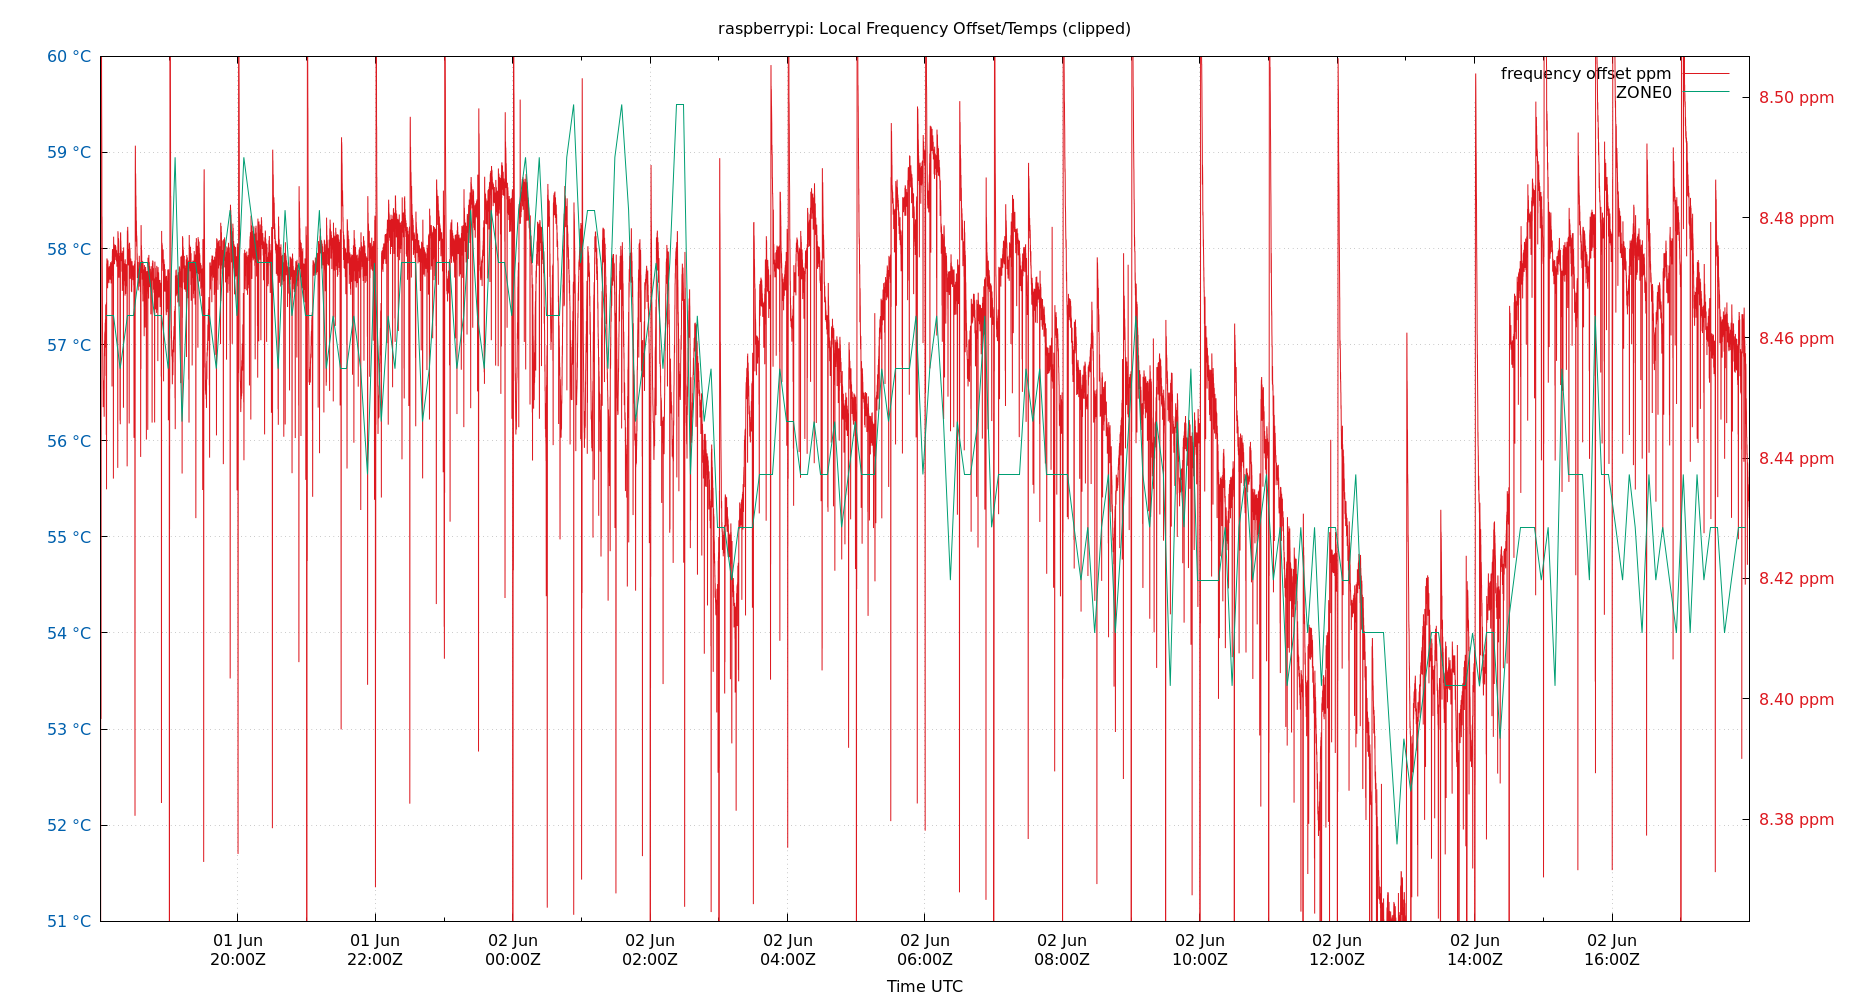 raspberrypi: Local Frequency Offset/Temps (clipped)
frequency offset ppm
ZONE0
60 °C
59 °C
58 °C
57 °C
56 °C
55 °C
54 °C
53 °C
52 °C
51 °C
8.50 ppm
8.48 ppm
8.46 ppm
8.44 ppm
8.42 ppm
8.40 ppm
8.38 ppm
01 Jun 01 Jun 02 Jun 02 Jun 02 Jun 02 Jun 02 Jun 02 Jun 02 Jun 02 Jun 02 Jun
20:00Z 22:00Z 00:00Z 02:00Z 04:00Z 06:00Z 08:00Z 10:00Z 12:00Z 14:00Z 16:00Z
Time UTC